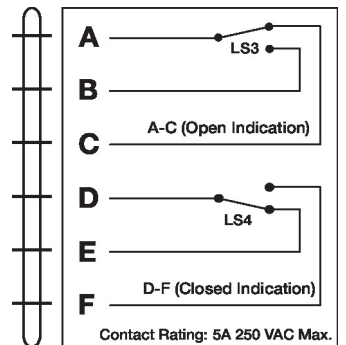 A
LS3
B
A-C (Open Indication)
C
D
LS4
E
D-F (Closed Indication)
F
Contact Rating: 5A 250 VAC Max.